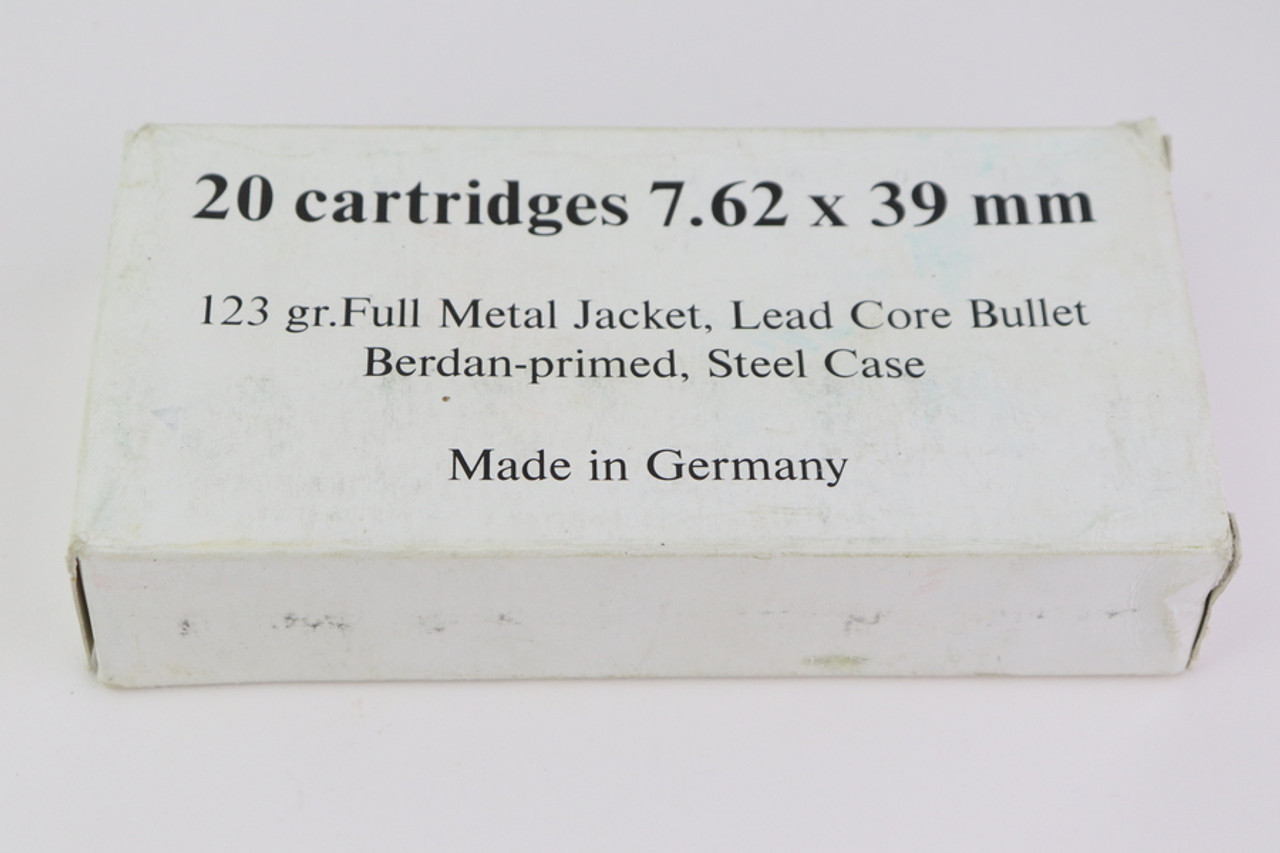 20 cartridges 7.62 x 39 mm
123 gr.Full Metal Jacket, Lead Core Bullet
Berdan-primed, Steel Case
Made in Germany